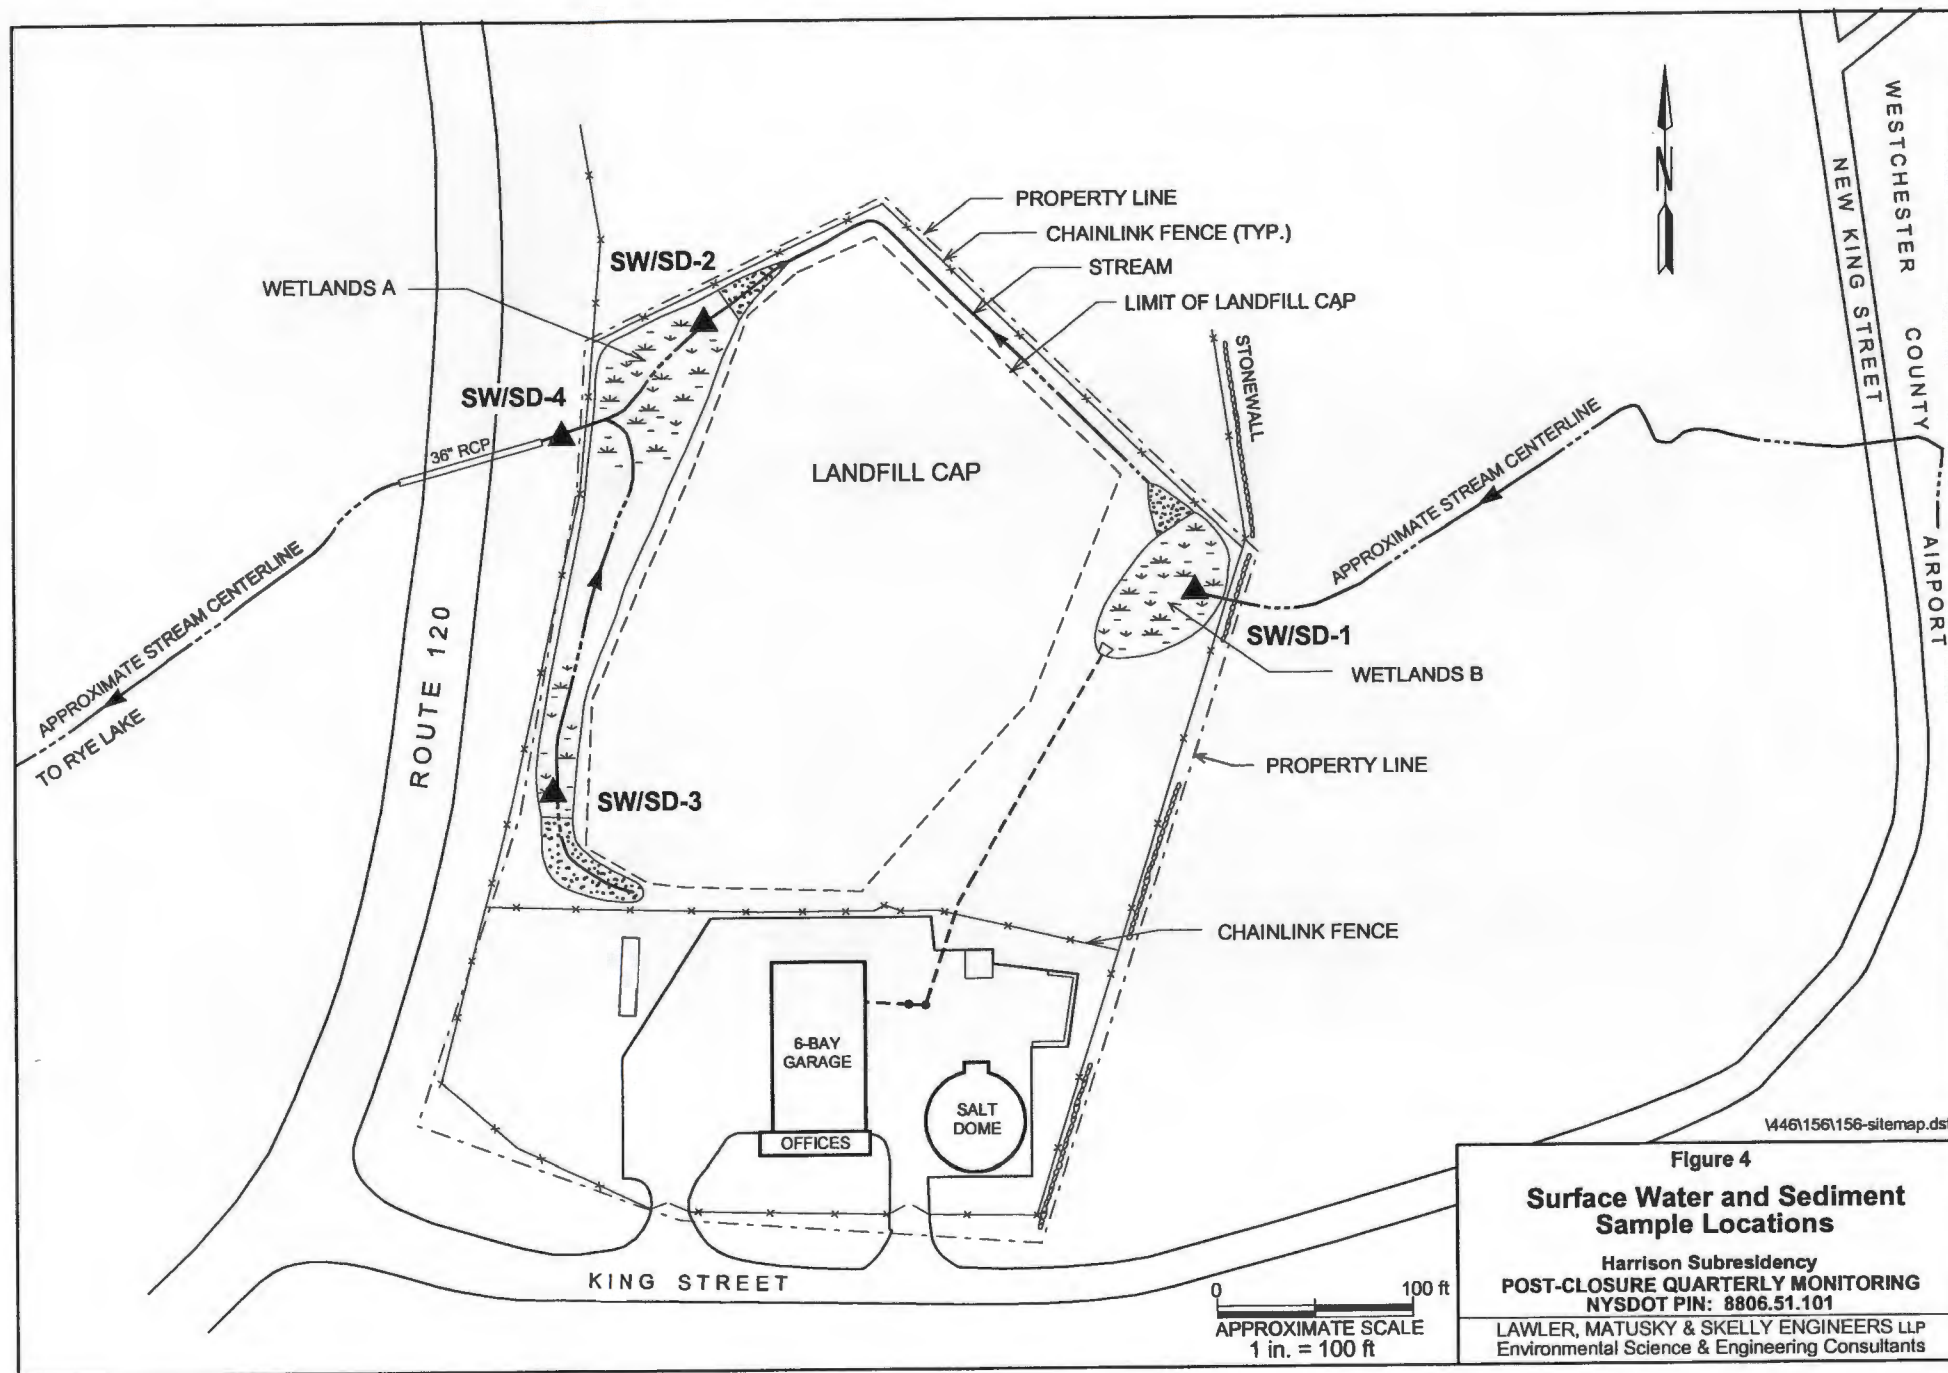 PROPERTY LINE
CHAINLINK FENCE (TYP.)
STREAM
LIMIT OF LANDFILL CAP
N
WESTCHESTER COUNTY AIRPORT
NEW KING STREET
SW/SD-2
WETLANDS A
SW/SD-4
36" RCP
STONEWALL
LANDFILL CAP
APPROXIMATE STREAM CENTERLINE
APPROXIMATE STREAM CENTERLINE
TO RYE LAKE
ROUTE 120
SW/SD-1
WETLANDS B
PROPERTY LINE
SW/SD-3
CHAINLINK FENCE
6-BAY
GARAGE
OFFICES
SALT
DOME
KING STREET
0 100 ft
APPROXIMATE SCALE
1 in. = 100 ft
\446\156\156-sitemap.dsf
Figure 4
Surface Water and Sediment
Sample Locations
Harrison Subresidency
POST-CLOSURE QUARTERLY MONITORING
NYSDOT PIN: 8806.51.101
LAWLER, MATUSKY & SKELLY ENGINEERS LLP
Environmental Science & Engineering Consultants